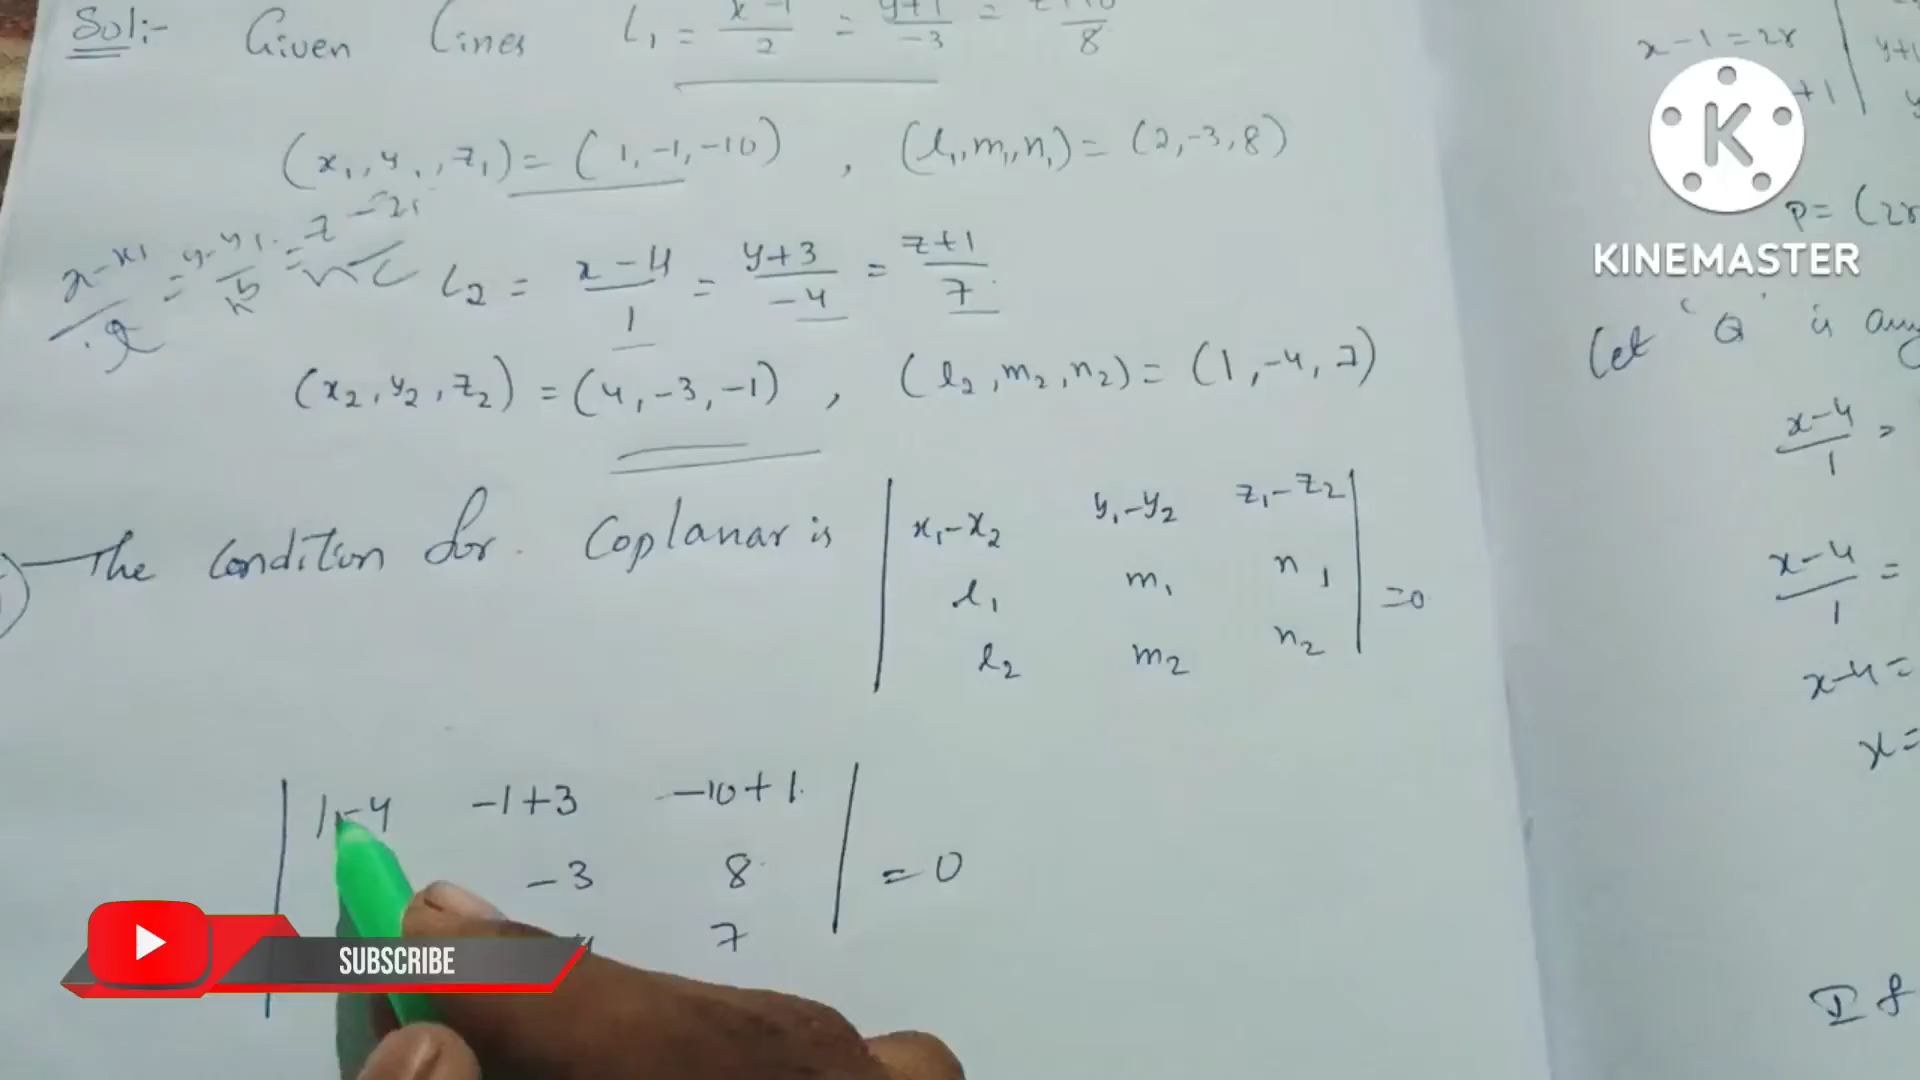 Sol:- Given lines L₁ = x-1/2 = y+1/-3 = z+10/8
(x₁, y₁, z₁) = (1, -1, -10) , (l₁, m₁, n₁) = (2, -3, 8)
L₂ = x-4/1 = y+3/-4 = z+1/7
(x₂, y₂, z₂) = (4, -3, -1) , (l₂, m₂, n₂) = (1, -4, 7)
The condition for Coplanar is
| x₁-x₂ y₁-y₂ z₁-z₂ |
| l₁ m₁ n₁ | =0
| l₂ m₂ n₂ |
| 1-4 -1+3 -10+1 |
-3 8 = 0
7
x-1 = 2r
+1
P = (2r
Let 'Q' is any
x-4/1 =
x-4/1 =
x-4 =
x =
If
KINEMASTER
SUBSCRIBE